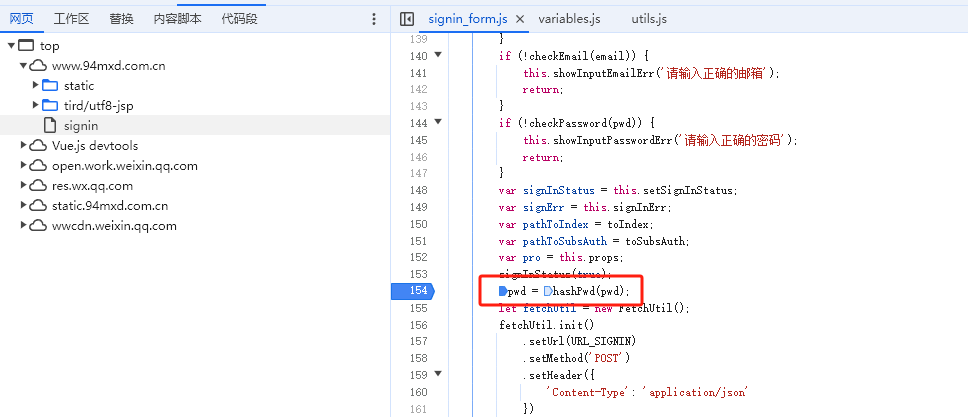 网页 工作区 替换 内容脚本 代码段
top
www.94mxd.com.cn
static
tird/utf8-jsp
signin
Vue.js devtools
open.work.weixin.qq.com
res.wx.qq.com
static.94mxd.com.cn
wwcdn.weixin.qq.com
signin_form.js × variables.js utils.js
139 }
140 if (!checkEmail(email)) {
141 this.showInputEmailErr('请输入正确的邮箱');
142 return;
143 }
144 if (!checkPassword(pwd)) {
145 this.showInputPasswordErr('请输入正确的密码');
146 return;
147 }
148 var signInStatus = this.setSignInStatus;
149 var signErr = this.signInErr;
150 var pathToIndex = toIndex;
151 var pathToSubsAuth = toSubsAuth;
152 var pro = this.props;
153 signInStatus(true);
154 pwd = hashPwd(pwd);
155 let fetchUtil = new FetchUtil();
156 fetchUtil.init()
157 .setUrl(URL_SIGNIN)
158 .setMethod('POST')
159 .setHeader({
160 'Content-Type': 'application/json'
161 })